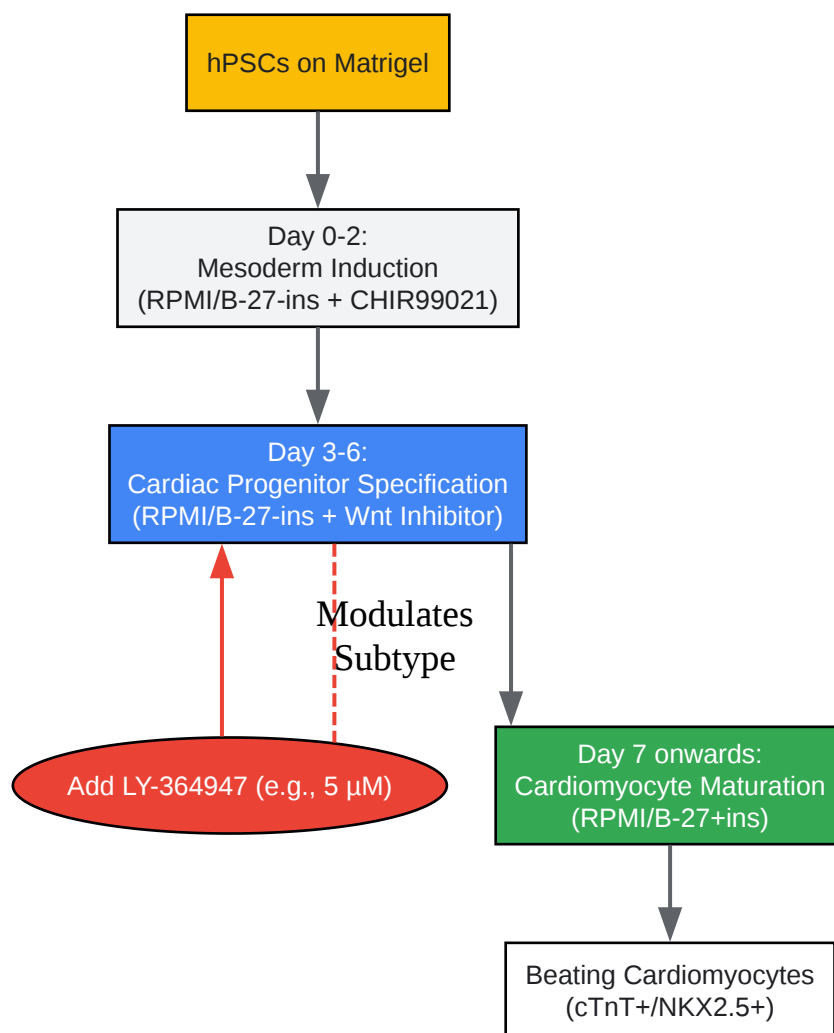 hPSCs on Matrigel
Day 0-2:
Mesoderm Induction
(RPMI/B-27-ins + CHIR99021)
Day 3-6:
Cardiac Progenitor Specification
(RPMI/B-27-ins + Wnt Inhibitor)
Modulates
Subtype
Add LY-364947 (e.g., 5 µM)
Day 7 onwards:
Cardiomyocyte Maturation
(RPMI/B-27+ins)
Beating Cardiomyocytes
(cTnT+/NKX2.5+)